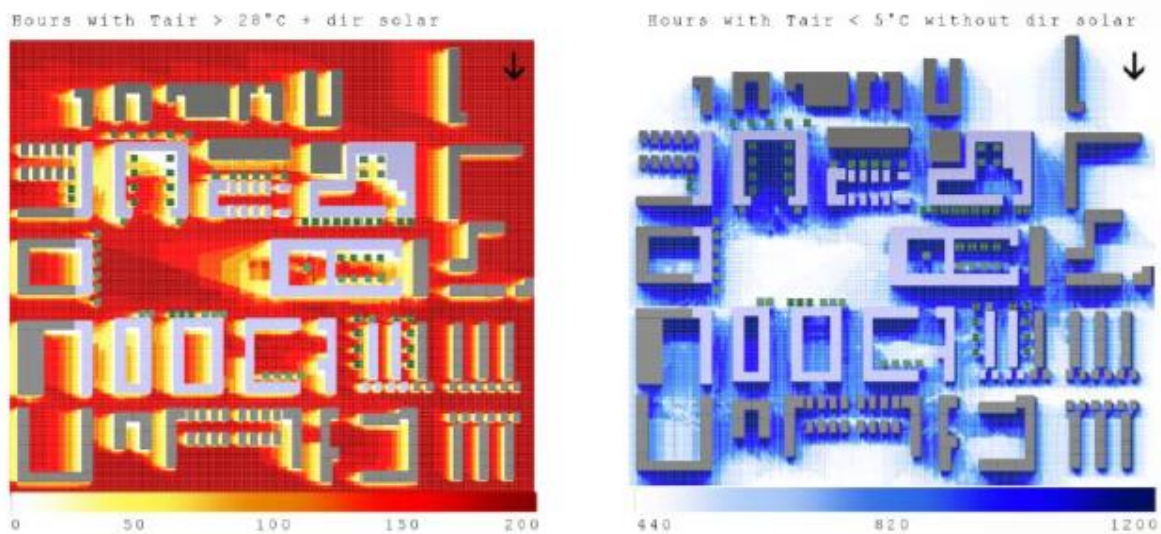 Hours with Tair > 28°C + dir solar
Hours with Tair < 5°C without dir solar
0 50 100 150 200
440 820 1200